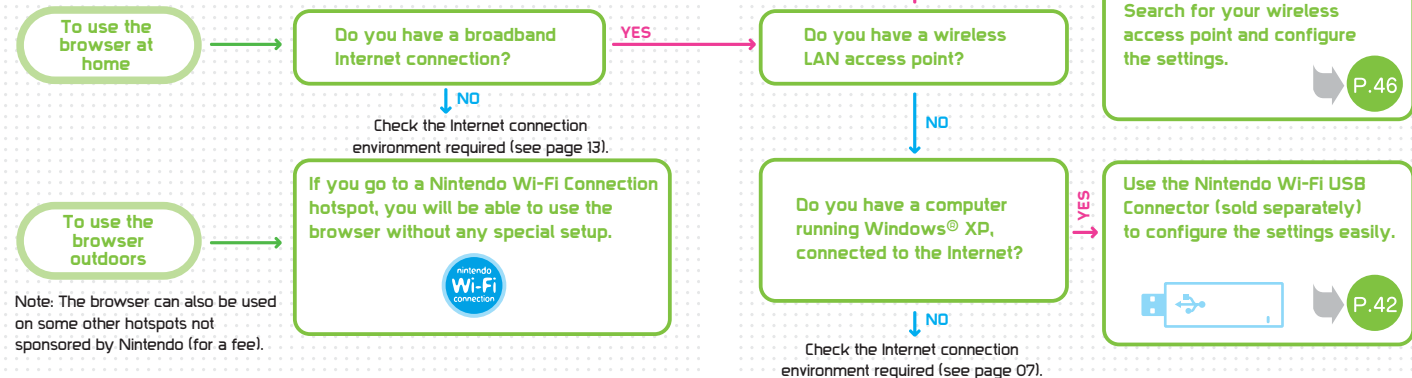 To use the
browser at
home
Do you have a broadband
Internet connection?
YES
NO
Check the Internet connection
environment required (see page 13).
Do you have a wireless
LAN access point?
NO
Search for your wireless
access point and configure
the settings.
P.46
To use the
browser
outdoors
Note: The browser can also be used
on some other hotspots not
sponsored by Nintendo (for a fee).
If you go to a Nintendo Wi-Fi Connection
hotspot, you will be able to use the
browser without any special setup.
nintendo
Wi-Fi
connection
Do you have a computer
running Windows® XP,
connected to the Internet?
YES
NO
Check the Internet connection
environment required (see page 07).
Use the Nintendo Wi-Fi USB
Connector (sold separately)
to configure the settings easily.
P.42